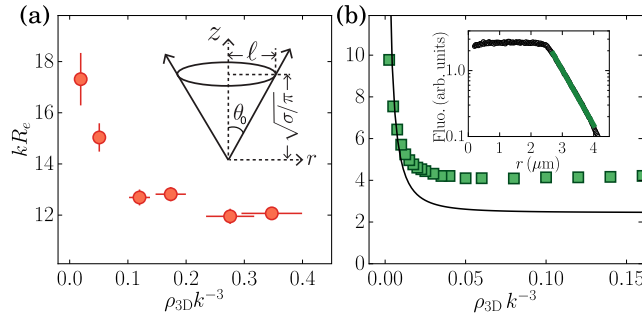 (a)
kR_e
18
16
14
12
0.0
0.1
0.2
0.3
0.4
ρ_3D k^−3
z
ℓ
θ_0
√σ/π
r
(b)
10
8
6
4
2
0
0.00
0.05
0.10
0.15
ρ_3D k^−3
Fluo. (arb. units)
1.0
0.1
0
1
2
3
4
r (μm)